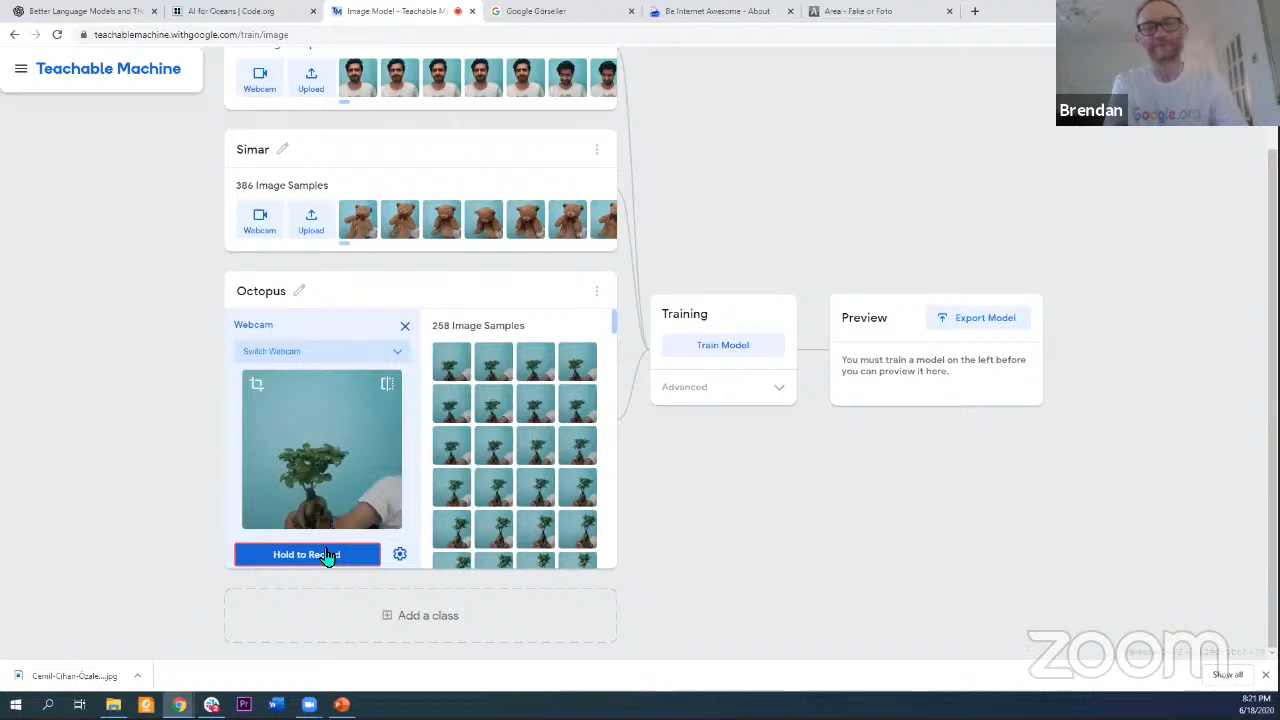 Better Language Models and Th
AI for Oceans | Code.org
Image Model - Teachable M
Google Görseller
Be Internet Awesome - About
Area - Fake or Foto
teachablemachine.withgoogle.com/train/image
Teachable Machine
Brendan
Google.org
Webcam
Upload
Simar
386 Image Samples
Webcam
Upload
Octopus
Webcam
258 Image Samples
Switch Webcam
Hold to Record
Training
Train Model
Advanced
Preview
Export Model
You must train a model on the left before
you can preview it here.
Add a class
zoom
Cemil-Cihan-Özale....jpg
Show all
8:21 PM
6/18/2020